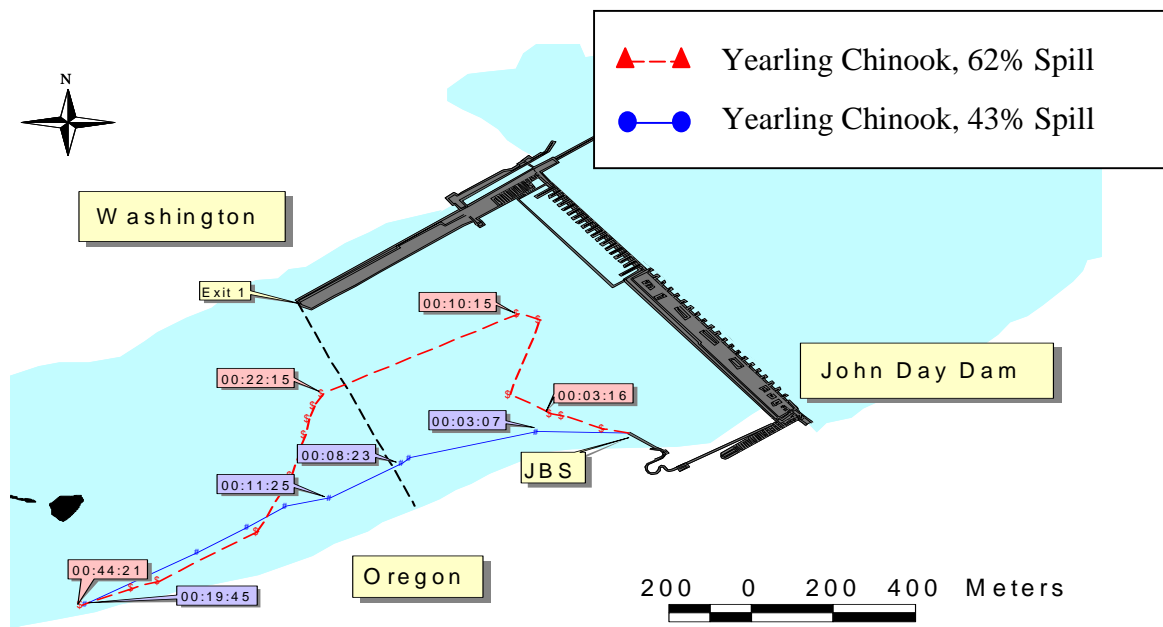 Yearling Chinook, 62% Spill
Yearling Chinook, 43% Spill
N
Washington
Exit 1
00:10:15
00:22:15
00:03:16
John Day Dam
00:03:07
00:08:23
JBS
00:11:25
00:44:21
Oregon
00:19:45
200 0 200 400 Meters